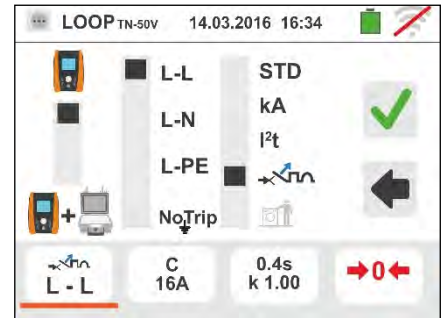 LOOP TN-50V 14.03.2016 16:34
L-L STD
L-N kA
I²t
L-PE
NoTrip
L - L
C
16A
0.4s
k 1.00
→0←